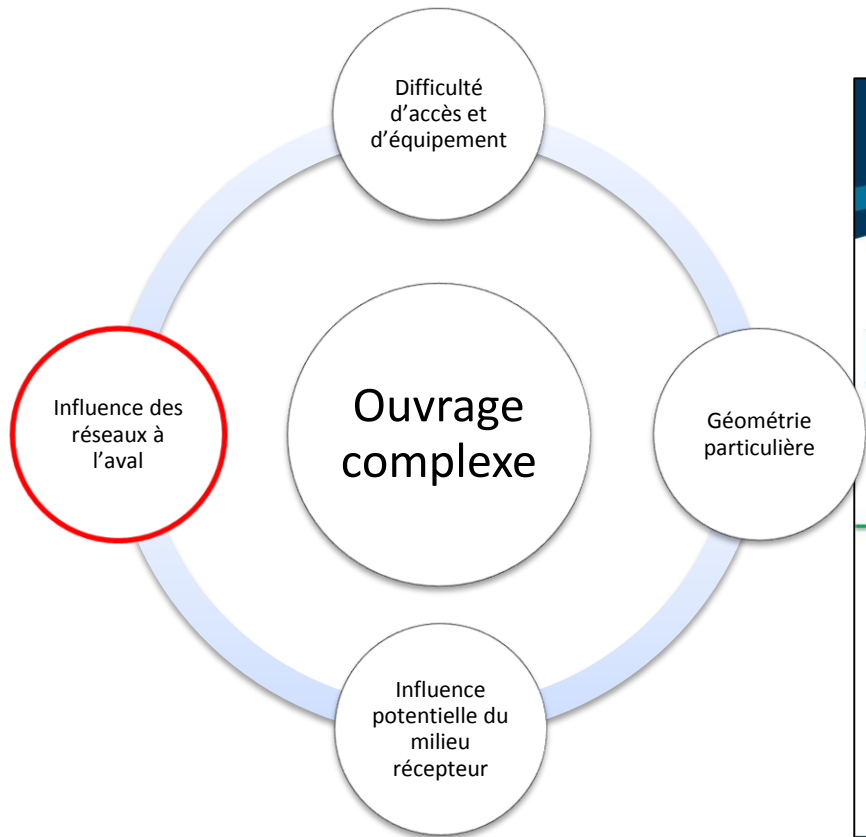 Difficulté
d’accès et
d’équipement
Influence des
réseaux à
l’aval
Ouvrage
complexe
Géométrie
particulière
Influence
potentielle du
milieu
récepteur